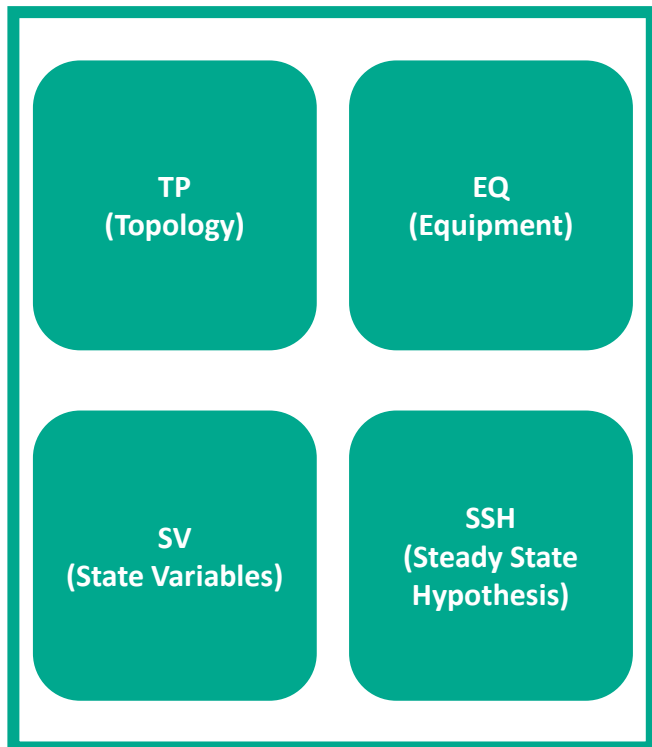 TP
(Topology)
EQ
(Equipment)
SV
(State Variables)
SSH
(Steady State
Hypothesis)